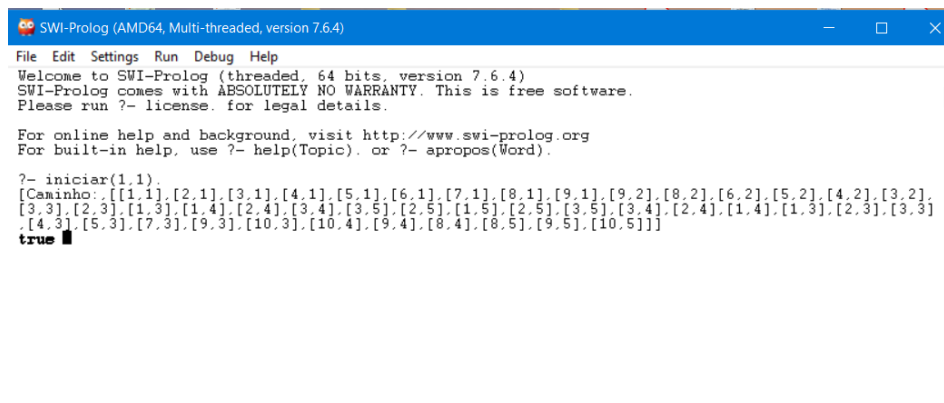 SWI-Prolog (AMD64, Multi-threaded, version 7.6.4)
File Edit Settings Run Debug Help
Welcome to SWI-Prolog (threaded, 64 bits, version 7.6.4)
SWI-Prolog comes with ABSOLUTELY NO WARRANTY. This is free software.
Please run ?- license. for legal details.
For online help and background, visit http://www.swi-prolog.org
For built-in help, use ?- help(Topic). or ?- apropos(Word).
?- iniciar(1,1).
[Caminho:,[[1,1],[2,1],[3,1],[4,1],[5,1],[6,1],[7,1],[8,1],[9,1],[9,2],[8,2],[6,2],[5,2],[4,2],[3,2],
[3,3],[2,3],[1,3],[1,4],[2,4],[3,4],[3,5],[2,5],[1,5],[2,5],[3,5],[3,4],[2,4],[1,4],[1,3],[2,3],[3,3]
,[4,3],[5,3],[7,3],[9,3],[10,3],[10,4],[9,4],[8,4],[8,5],[9,5],[10,5]]]
true